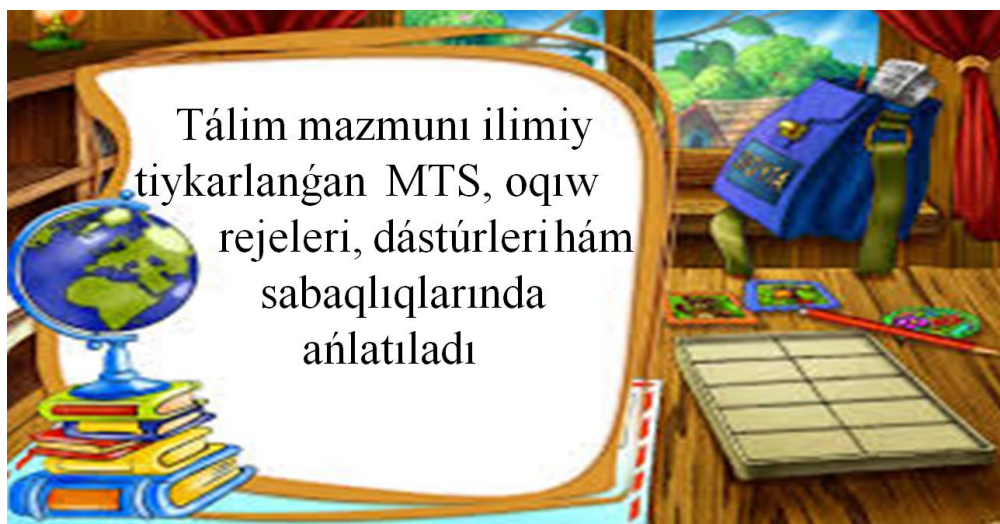 Tálim mazmunı ilimiy
tiykarlanǵan MTS, oqıw
rejeleri, dástúrleri hám
sabaqlıqlarında
ańlatıladı